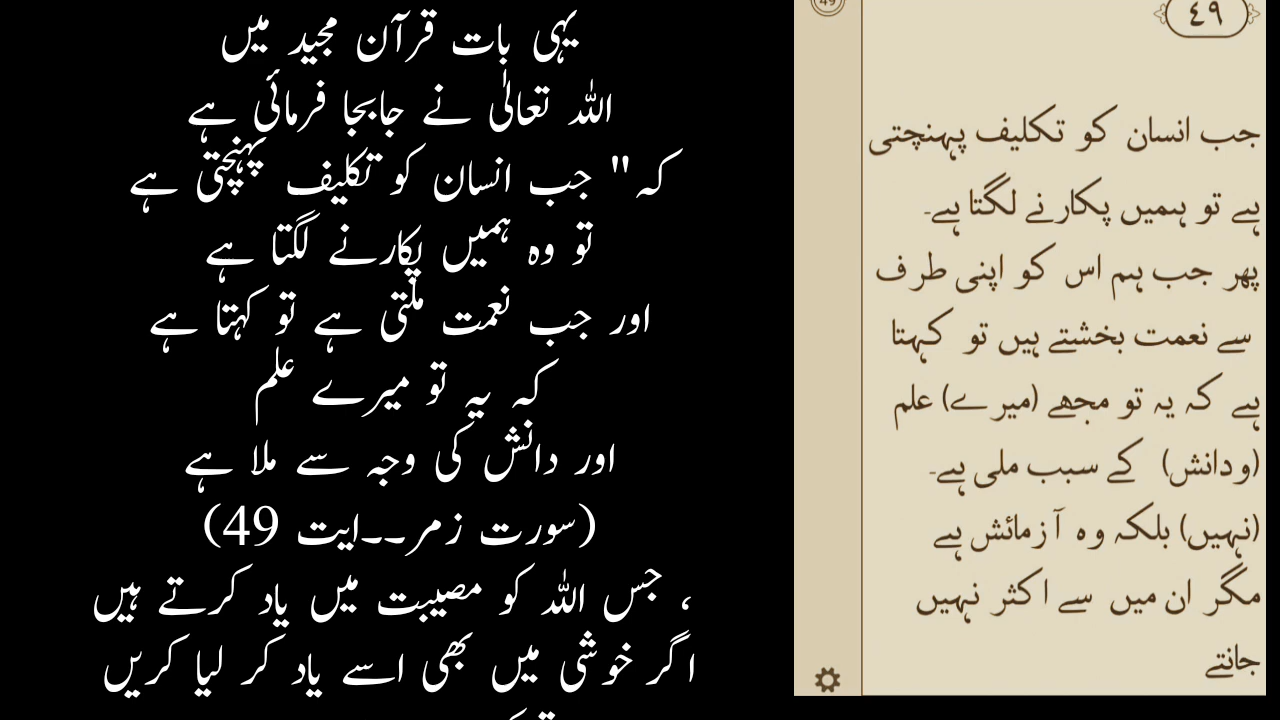 یہی بات قرآن مجید میں
اللہ تعالیٰ نے جابجا فرمائی ہے
کہ" جب انسان کو تکلیف پہنچتی ہے
تو وہ ہمیں پکارنے لگتا ہے
اور جب نعمت ملتی ہے تو کہتا ہے
کہ یہ تو میرے علم
اور دانش کی وجہ سے ملا ہے
(سورت زمر--ایت 49)
، جس اللہ کو مصیبت میں یاد کرتے ہیں
اگر خوشی میں بھی اسے یاد کر لیا کریں
49
٤٩
جب انسان کو تکلیف پہنچتی
ہے تو ہمیں پکارنے لگتا ہے۔
پھر جب ہم اس کو اپنی طرف
سے نعمت بخشتے ہیں تو کہتا
ہے کہ یہ تو مجھے (میرے) علم
(ودانش) کے سبب ملی ہے۔
(نہیں) بلکہ وہ آزمائش ہے
مگر ان میں سے اکثر نہیں
جانتے